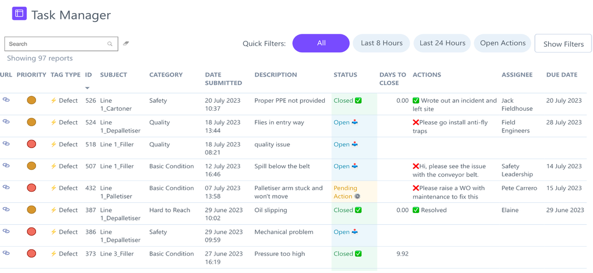 Task Manager
Search
Quick Filters: All Last 8 Hours Last 24 Hours Open Actions Show Filters
Showing 97 reports
URL PRIORITY TAG TYPE ID SUBJECT CATEGORY DATE SUBMITTED DESCRIPTION STATUS DAYS TO CLOSE ACTIONS ASSIGNEE DUE DATE
⚡ Defect 526 Line 1_Cartoner Safety 20 July 2023 10:37 Proper PPE not provided Closed ✅ 0.00 ✅ Wrote out an incident and left site Jack Fieldhouse 20 July 2023
⚡ Defect 524 Line 1_Depalletiser Quality 18 July 2023 13:44 Flies in entry way Open 📥 ❌Please go install anti-fly traps Field Engineers 28 July 2023
⚡ Defect 518 Line 1_Filler Quality 18 July 2023 08:21 quality issue Open 📥
⚡ Defect 507 Line 1_Filler Basic Condition 12 July 2023 16:46 Spill below the belt Open 📥 ❌Hi, please see the issue with the conveyor belt. Safety Leadership 14 July 2023
⚡ Defect 432 Line 1_Palletiser Basic Condition 07 July 2023 13:58 Palletiser arm stuck and won't move Pending Action ⚙ ❌Please raise a WO with maintenance to fix this Pete Carrero 15 July 2023
⚡ Defect 387 Line 1_Depalletiser Hard to Reach 29 June 2023 10:02 Oil slipping Closed ✅ 0.00 ✅ Resolved Elaine 29 June 2023
⚡ Defect 386 Line 1_Depalletiser Safety 29 June 2023 09:59 Mechanical problem Open 📥
⚡ Defect 373 Line 3_Filler Basic Condition 27 June 2023 16:19 Pressure too high Closed ✅ 9.92